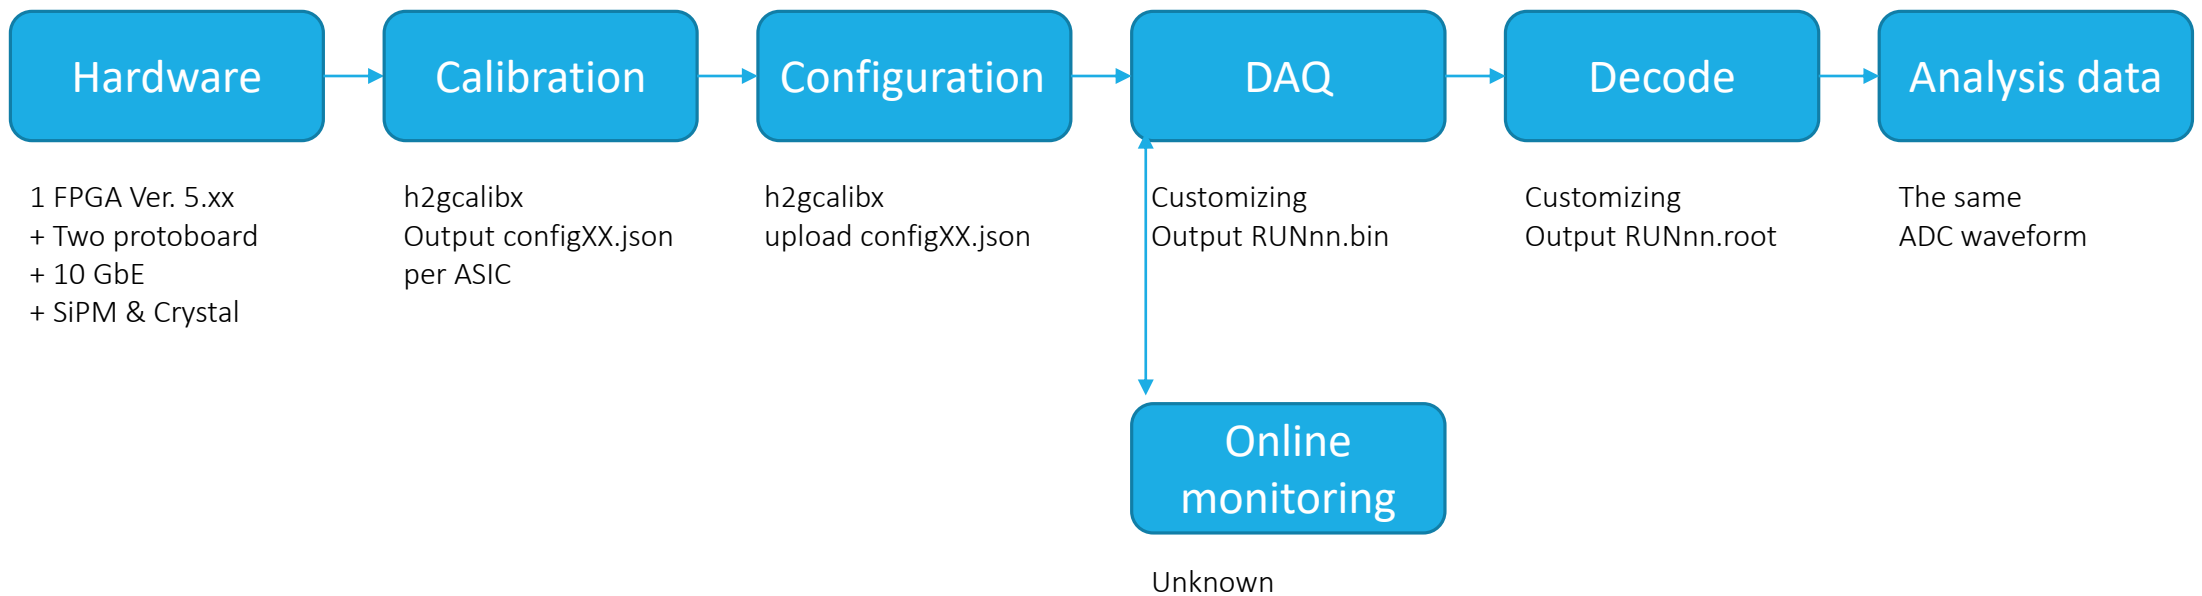 Hardware
Calibration
Configuration
DAQ
Decode
Analysis data
1 FPGA Ver. 5.xx
+ Two protoboard
+ 10 GbE
+ SiPM & Crystal
h2gcalibx
Output configXX.json
per ASIC
h2gcalibx
upload configXX.json
Customizing
Output RUNnn.bin
Customizing
Output RUNnn.root
The same
ADC waveform
Online
monitoring
Unknown